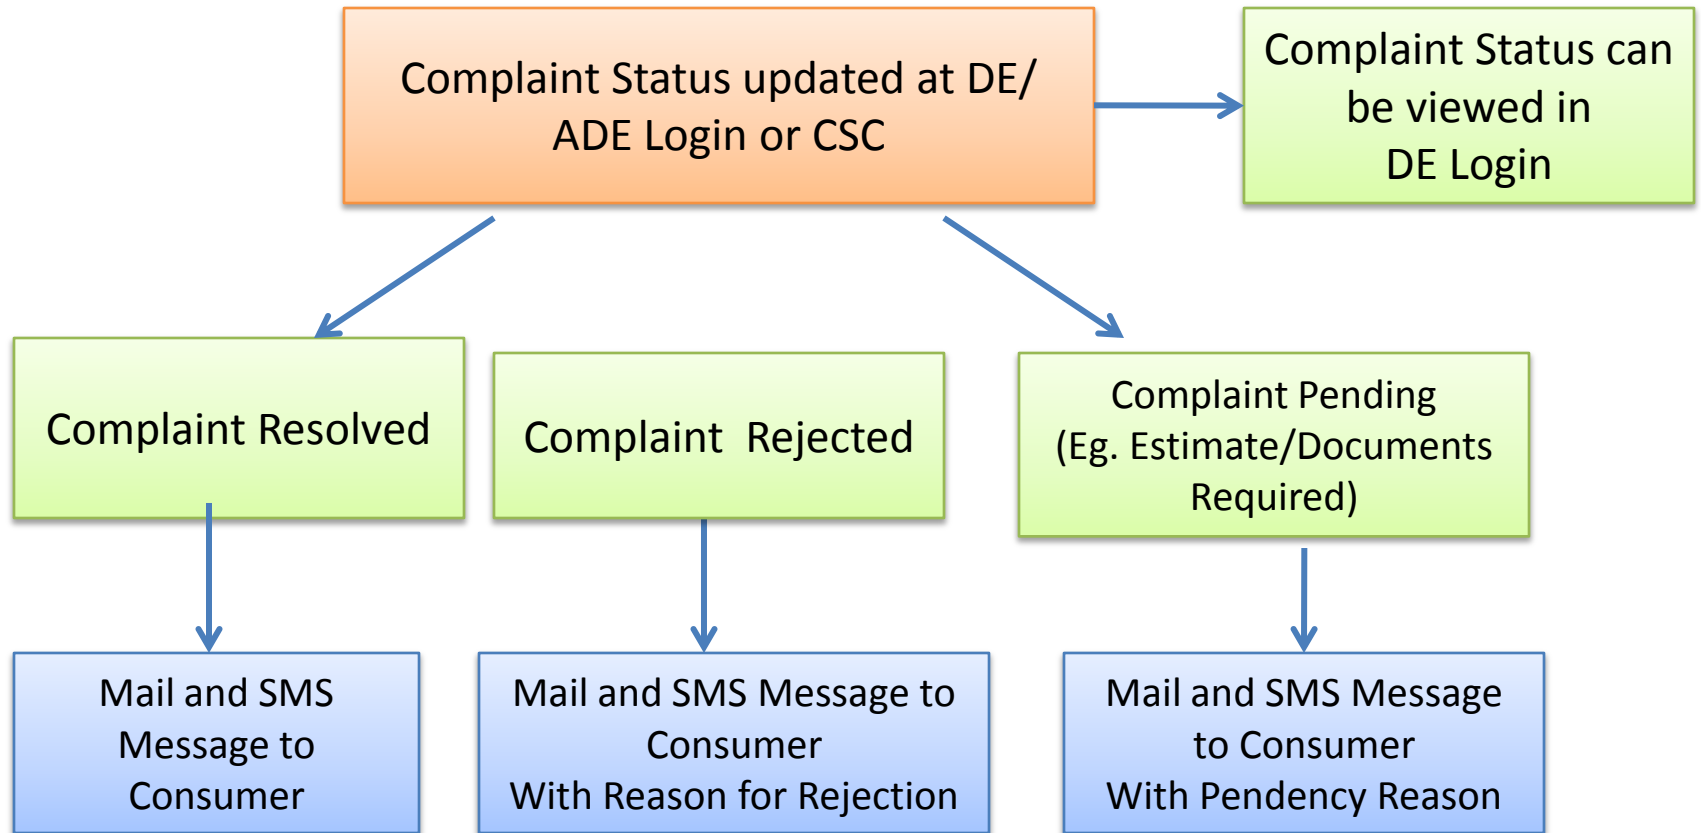 Complaint Status updated at DE/
ADE Login or CSC
Complaint Status can
be viewed in
DE Login
Complaint Resolved
Complaint  Rejected
Complaint Pending
(Eg. Estimate/Documents
Required)
Mail and SMS
Message to
Consumer
Mail and SMS Message to
Consumer
With Reason for Rejection
Mail and SMS Message
to Consumer
With Pendency Reason